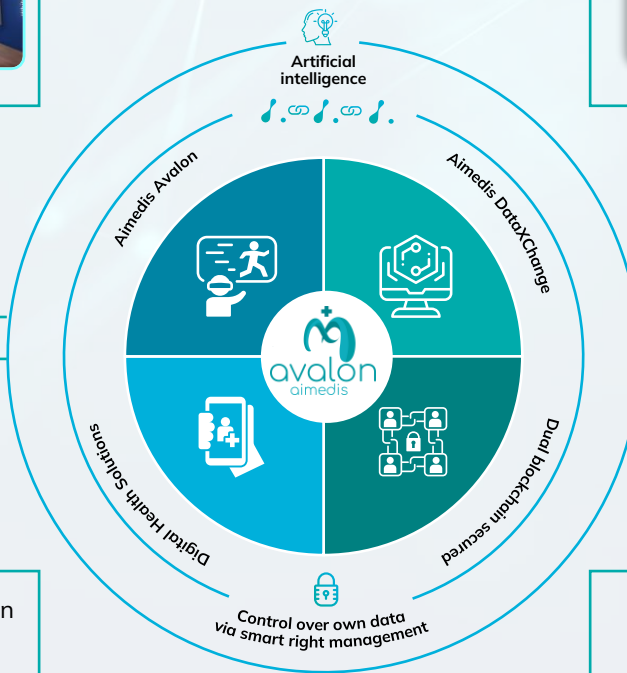 Artificial
intelligence
Aimedis Avalon
Aimedis DataXChange
avalon
aimedis
Digital Health Solutions
Dual blockchain secured
n
Control over own data
via smart right management